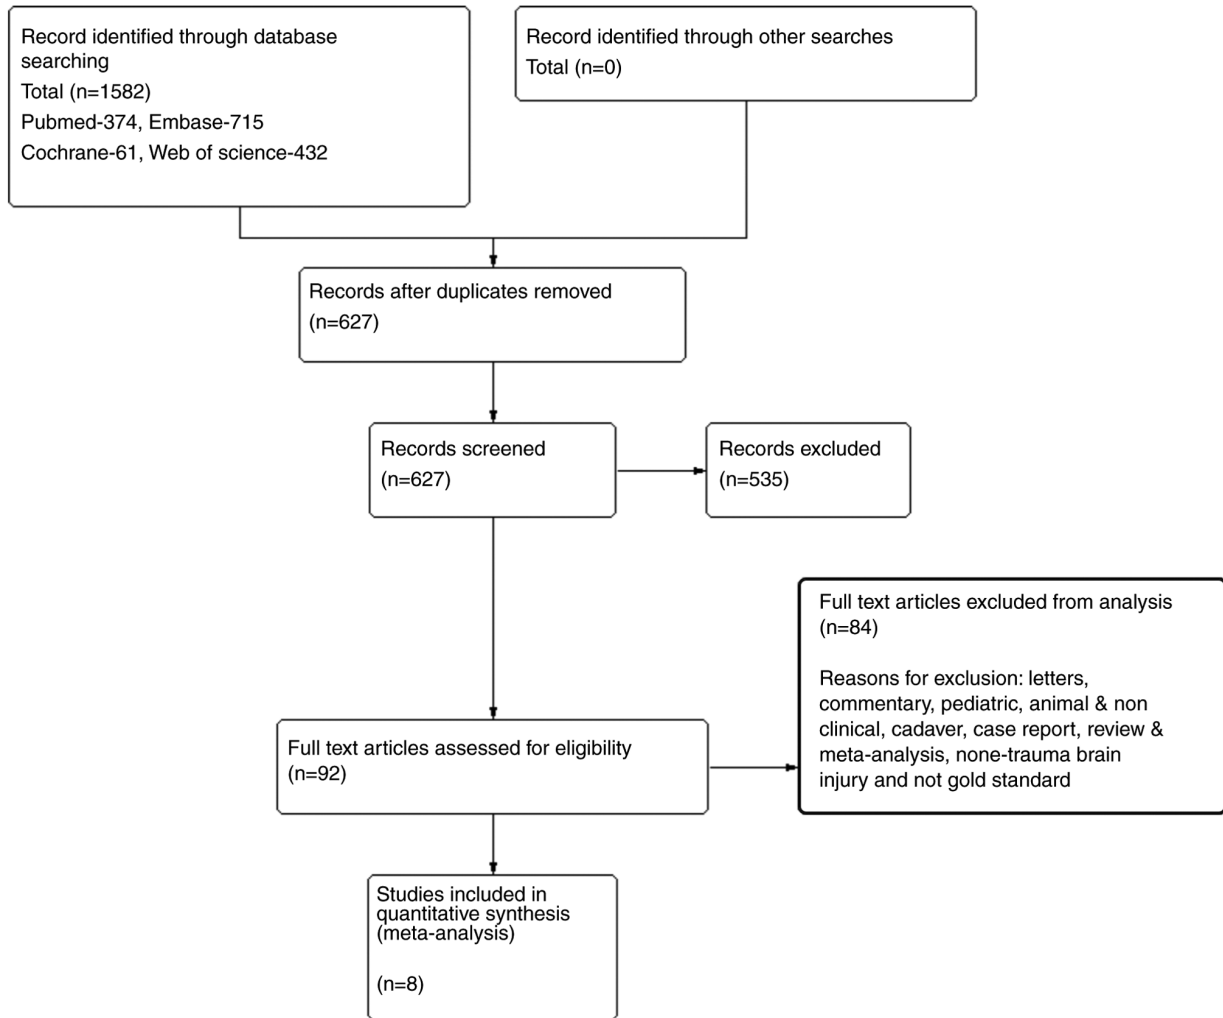 Record identified through database
searching
Total (n=1582)
Pubmed-374, Embase-715
Cochrane-61, Web of science-432
Record identified through other searches
Total (n=0)
Records after duplicates removed
(n=627)
Records screened
(n=627)
Records excluded
(n=535)
Full text articles excluded from analysis
(n=84)
Reasons for exclusion: letters,
commentary, pediatric, animal & non
clinical, cadaver, case report, review &
meta-analysis, none-trauma brain
injury and not gold standard
Full text articles assessed for eligibility
(n=92)
Studies included in
quantitative synthesis
(meta-analysis)
(n=8)